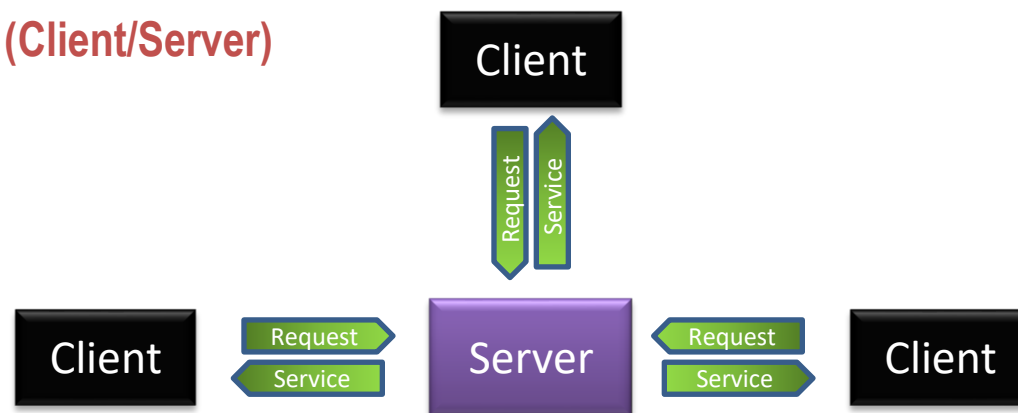 (Client/Server)
Client
Request
Service
Client
Request
Service
Server
Request
Service
Client